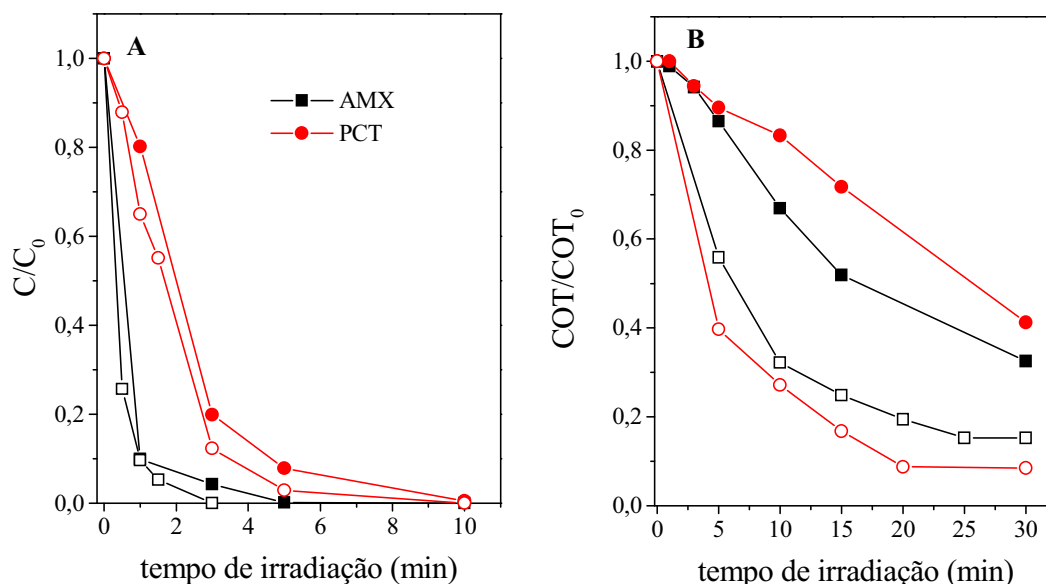 A
AMX
PCT
C/C₀
1,0
0,8
0,6
0,4
0,2
0,0
0 2 4 6 8 10
tempo de irradiação (min)
B
COT/COT₀
1,0
0,8
0,6
0,4
0,2
0,0
0 5 10 15 20 25 30
tempo de irradiação (min)